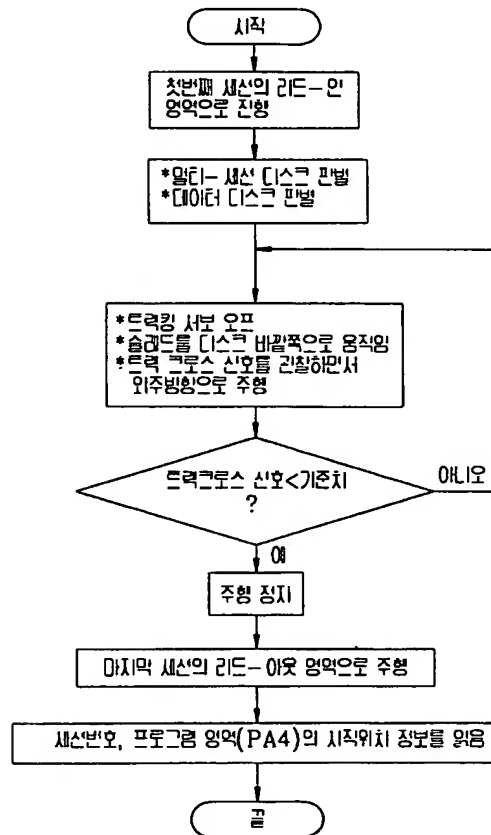 시작
첫번째 세션의 리드-인
영역으로 진행
*멀티- 세션 디스크 판별
*데이터 디스크 판별
*트랙킹 서보 오프
*슬레드를 디스크 바깥쪽으로 움직임
*트랙 크로스 신호를 관찰하면서
외주방향으로 주행
트랙크로스 신호<기준치
?
아니오
예
주행 정지
마지막 세션의 리드-아웃 영역으로 주행
세션번호, 프로그램 영역(PA4)의 시작위치 정보를 읽음
끝